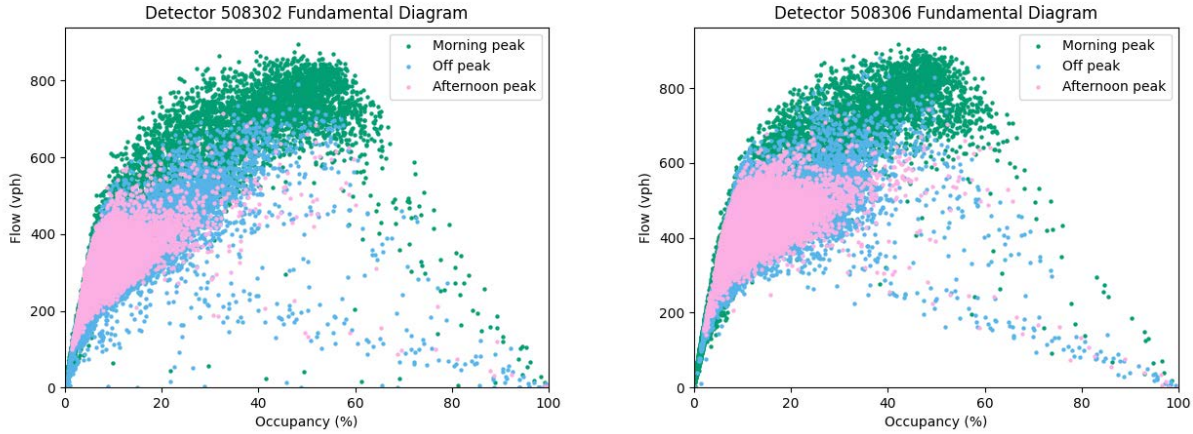 Detector 508302 Fundamental Diagram
Flow (vph)
800
600
400
200
0
Morning peak
Off peak
Afternoon peak
0 20 40 60 80 100
Occupancy (%)
Detector 508306 Fundamental Diagram
Flow (vph)
800
600
400
200
0
Morning peak
Off peak
Afternoon peak
0 20 40 60 80 100
Occupancy (%)